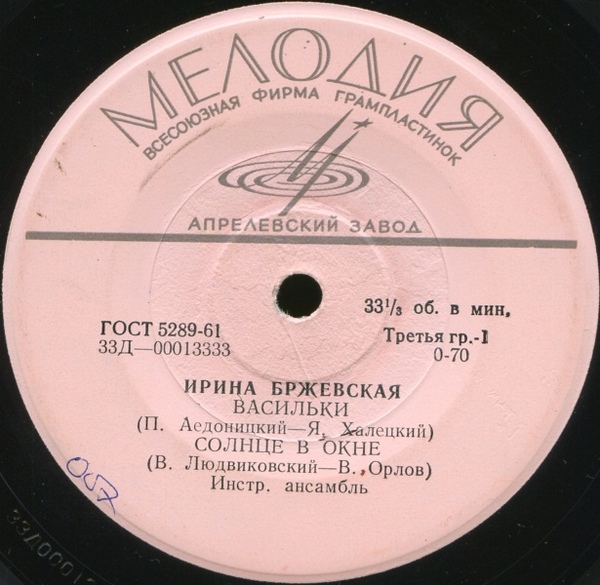 МЕЛОДИЯ
ВСЕСОЮЗНАЯ ФИРМА ГРАМПЛАСТИНОК
АПРЕЛЕВСКИЙ ЗАВОД
33⅓ об. в мин,
ГОСТ 5289-61
Третья гр.-1
33Д—00013333
0-70
ИРИНА БРЖЕВСКАЯ
ВАСИЛЬКИ
(П. Аедоницкий—Я. Халецкий)
СОЛНЦЕ В ОКНЕ
(В. Людвиковский—В. Орлов)
Инстр. ансамбль
007